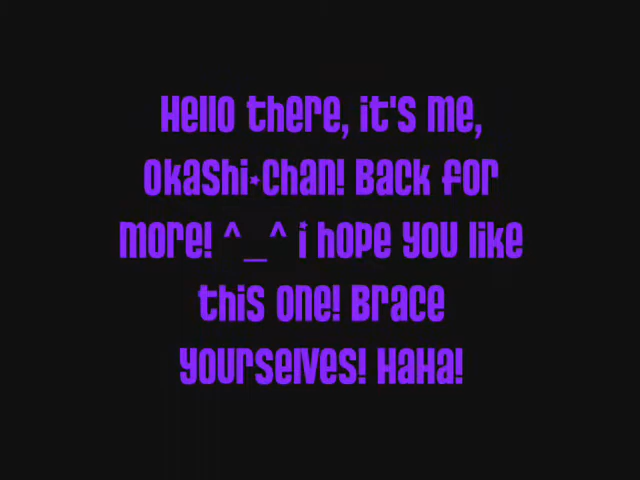 Hello there, it's me,
Okashi★Chan! Back for
more! ^_^ i hope you like
this one! Brace
yourselves! HaHa!